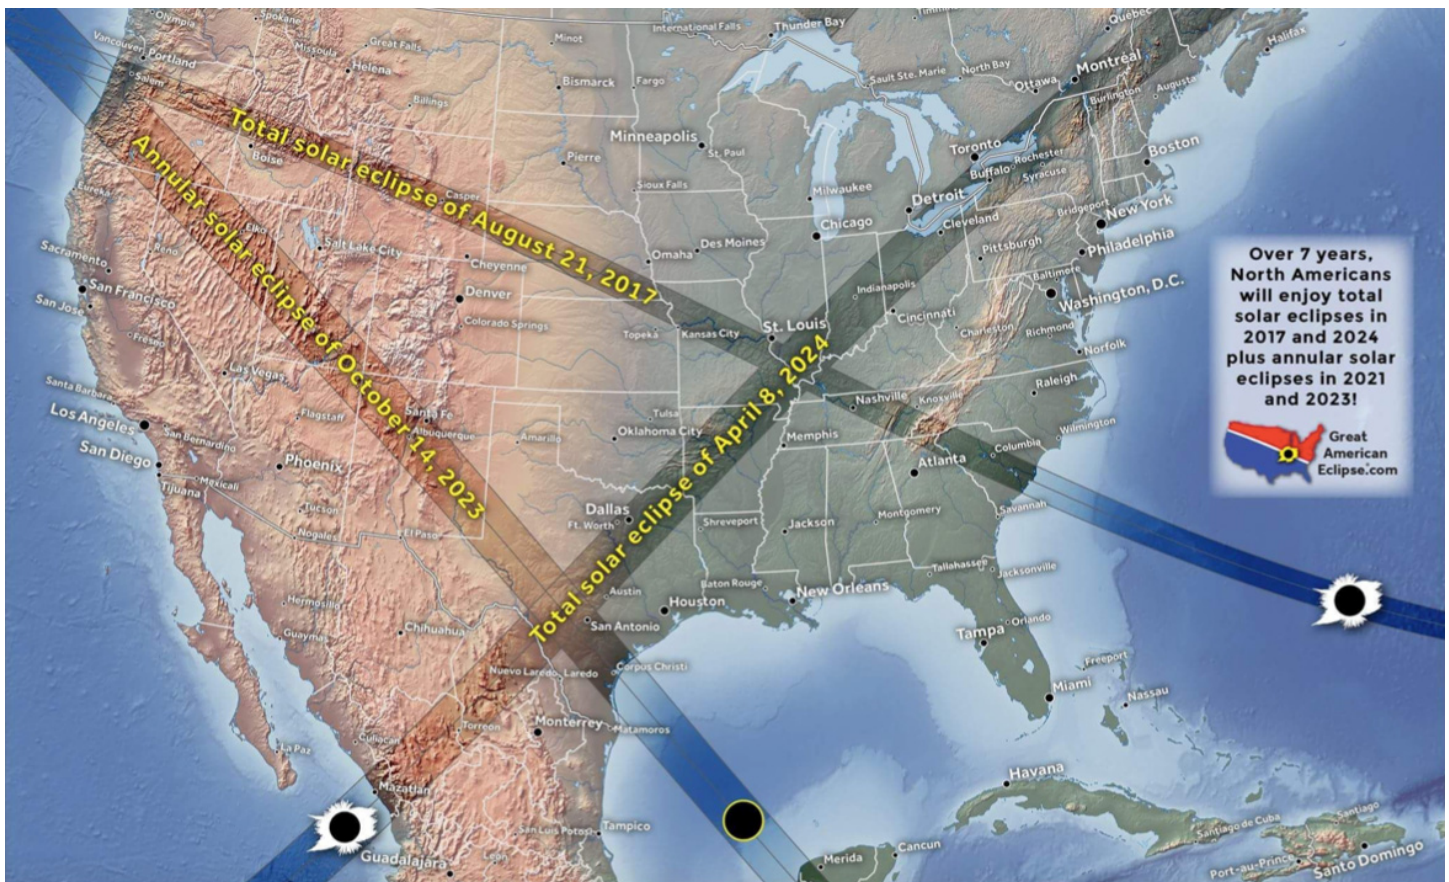 Olympia
Spokane
Vancouver
Portland
Missoula
Great Falls
Helena
Salem
Billings
Minot
Bismarck
Fargo
International Falls
Thunder Bay
Sault Ste. Marie
North Bay
Ottawa
Montréal
Québec
Halifax
Burlington
Augusta
Total solar eclipse of August 21, 2017
Annular solar eclipse of October 14, 2023
Total solar eclipse of April 8, 2024
Boise
Casper
Pierre
Minneapolis
St. Paul
Sioux Falls
Milwaukee
Toronto
Rochester
Buffalo
Syracuse
Boston
Detroit
Cleveland
Bridgeport
New York
Chicago
Pittsburgh
Philadelphia
Eureka
Elko
Reno
Salt Lake City
Cheyenne
Omaha
Des Moines
Baltimore
Washington, D.C.
Sacramento
San Francisco
San Jose
Fresno
Denver
Colorado Springs
Topeka
Kansas City
St. Louis
Indianapolis
Cincinnati
Charleston
Richmond
Norfolk
Las Vegas
Santa Barbara
Los Angeles
San Bernardino
San Diego
Flagstaff
Santa Fe
Albuquerque
Amarillo
Tulsa
Oklahoma City
Memphis
Nashville
Knoxville
Raleigh
Wilmington
Columbia
Atlanta
Phoenix
Tijuana
Mexicali
Tucson
Nogales
El Paso
Dallas
Ft. Worth
Shreveport
Jackson
Montgomery
Savannah
Tallahassee
Jacksonville
Hermosillo
Guaymas
Chihuahua
Austin
San Antonio
Houston
Baton Rouge
New Orleans
Orlando
Tampa
Miami
Freeport
Nassau
Nuevo Laredo
Laredo
Corpus Christi
Monterrey
Matamoros
Torreon
Culiacan
La Paz
Mazatlan
San Luis Potosi
Tampico
Guadalajara
Leon
Merida
Cancun
Havana
Santiago de Cuba
Santiago
Port-au-Prince
Santo Domingo
Over 7 years,
North Americans
will enjoy total
solar eclipses in
2017 and 2024
plus annular solar
eclipses in 2021
and 2023!
Great
American
Eclipse.com